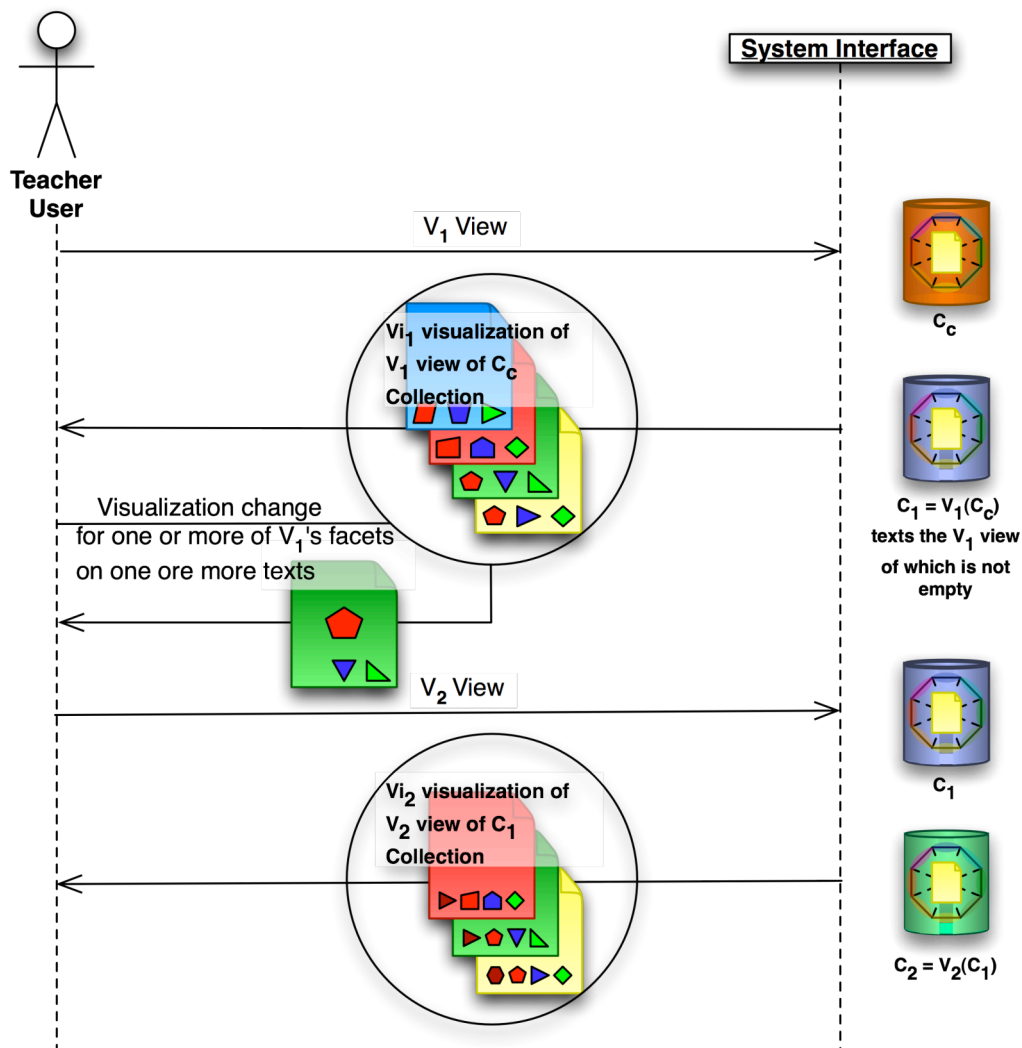 System Interface
Teacher
User
V1 View
Cc
Vi1 visualization of
V1 view of Cc
Collection
C1 = V1(Cc)
texts the V1 view
of which is not
empty
Visualization change
for one or more of V1's facets
on one ore more texts
V2 View
C1
Vi2 visualization of
V2 view of C1
Collection
C2 = V2(C1)